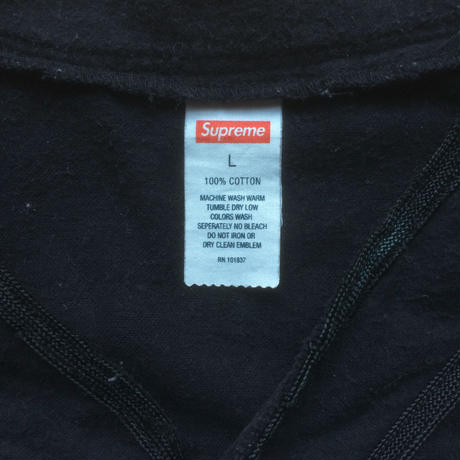 Supreme
L
100% COTTON
MACHINE WASH WARM
TUMBLE DRY LOW
COLORS WASH
SEPERATELY NO BLEACH
DO NOT IRON OR
DRY CLEAN EMBLEM
RN 101837